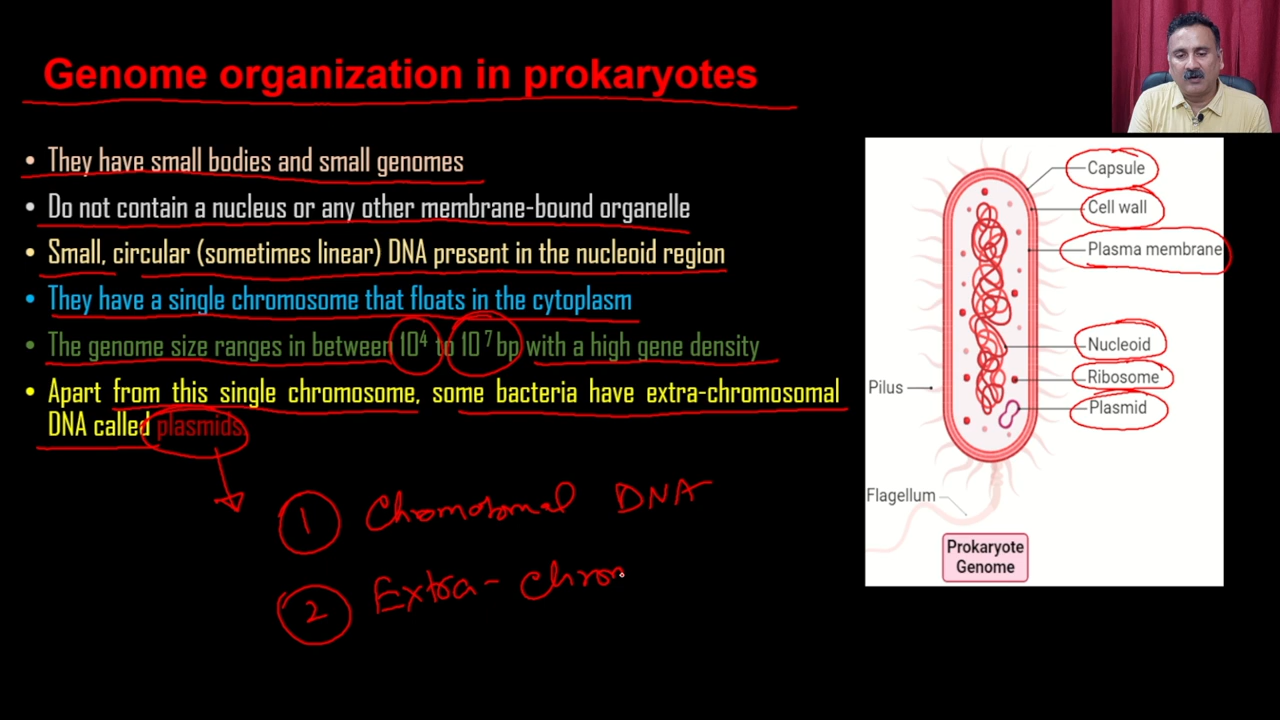 Genome organization in prokaryotes
• They have small bodies and small genomes
• Do not contain a nucleus or any other membrane-bound organelle
• Small, circular (sometimes linear) DNA present in the nucleoid region
• They have a single chromosome that floats in the cytoplasm
• The genome size ranges in between 10⁴ to 10⁷ bp with a high gene density
• Apart from this single chromosome, some bacteria have extra-chromosomal
DNA called plasmids
1 Chromosomal DNA
2 Extra-chrom
Capsule
Cell wall
Plasma membrane
Nucleoid
Ribosome
Pilus
Plasmid
Flagellum
Prokaryote
Genome